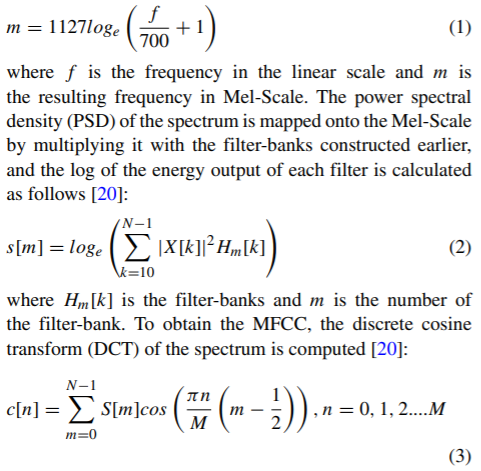 m = 1127log_e ( f / 700 + 1 ) (1)
where f is the frequency in the linear scale and m is
the resulting frequency in Mel-Scale. The power spectral
density (PSD) of the spectrum is mapped onto the Mel-Scale
by multiplying it with the filter-banks constructed earlier,
and the log of the energy output of each filter is calculated
as follows [20]:
s[m] = log_e ( ∑_{k=10}^{N−1} |X[k]|² H_m[k] ) (2)
where H_m[k] is the filter-banks and m is the number of
the filter-bank. To obtain the MFCC, the discrete cosine
transform (DCT) of the spectrum is computed [20]:
c[n] = ∑_{m=0}^{N−1} S[m]cos ( πn / M ( m − 1 / 2 ) ) , n = 0, 1, 2....M
(3)